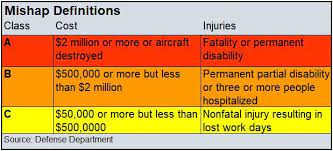 Mishap Definitions
Class Cost Injuries
A $2 million or more or aircraft Fatality or permanent
destroyed disability
B $500,000 or more but less Permanent partial disability
than $2 million or three or more people
hospitalized
C $50,000 or more but less than Nonfatal injury resulting in
$500,0000 lost work days
Source: Defense Department